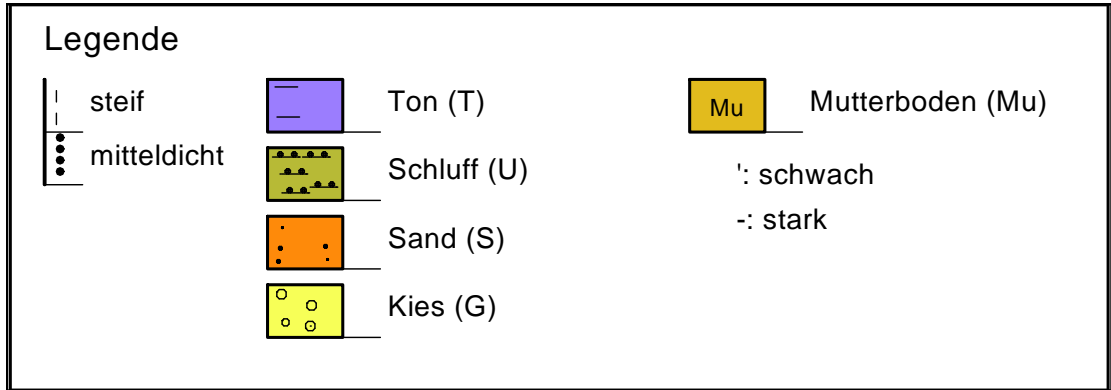 Legende
steif
mitteldicht
Ton (T)
Schluff (U)
Sand (S)
Kies (G)
Mu
Mutterboden (Mu)
': schwach
-: stark